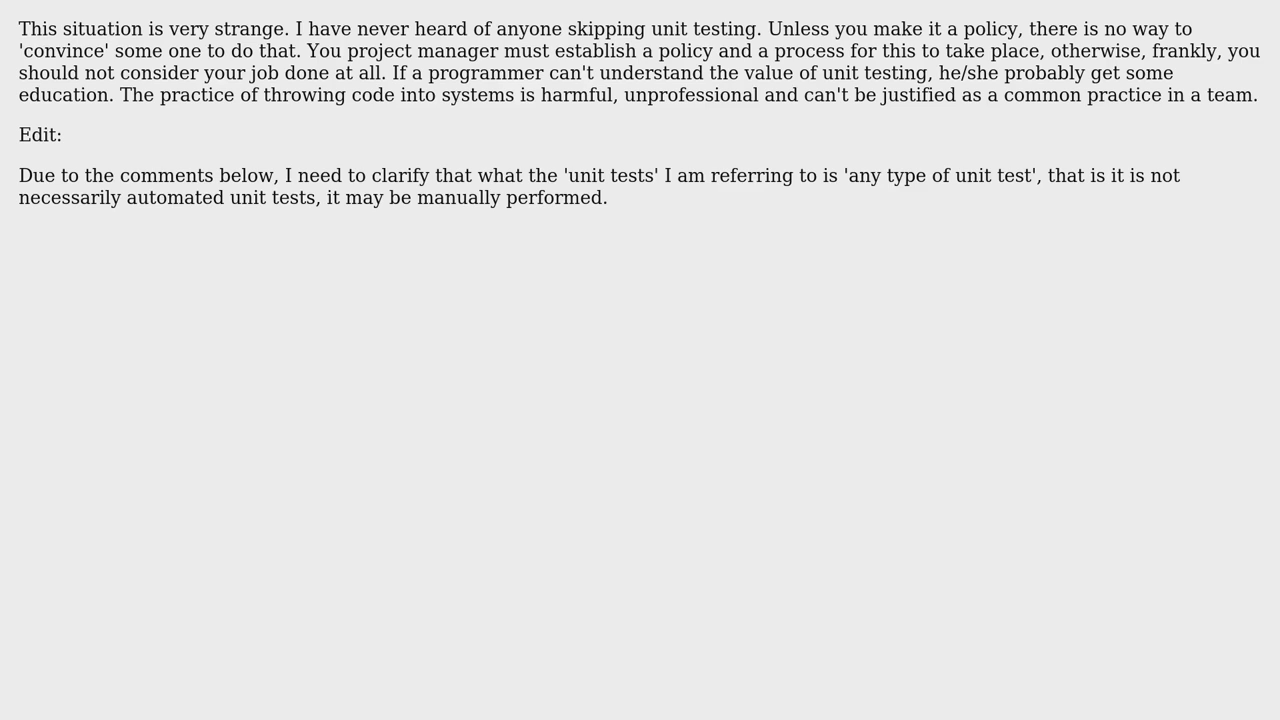 This situation is very strange. I have never heard of anyone skipping unit testing. Unless you make it a policy, there is no way to
'convince' some one to do that. You project manager must establish a policy and a process for this to take place, otherwise, frankly, you
should not consider your job done at all. If a programmer can't understand the value of unit testing, he/she probably get some
education. The practice of throwing code into systems is harmful, unprofessional and can't be justified as a common practice in a team.
Edit:
Due to the comments below, I need to clarify that what the 'unit tests' I am referring to is 'any type of unit test', that is it is not
necessarily automated unit tests, it may be manually performed.